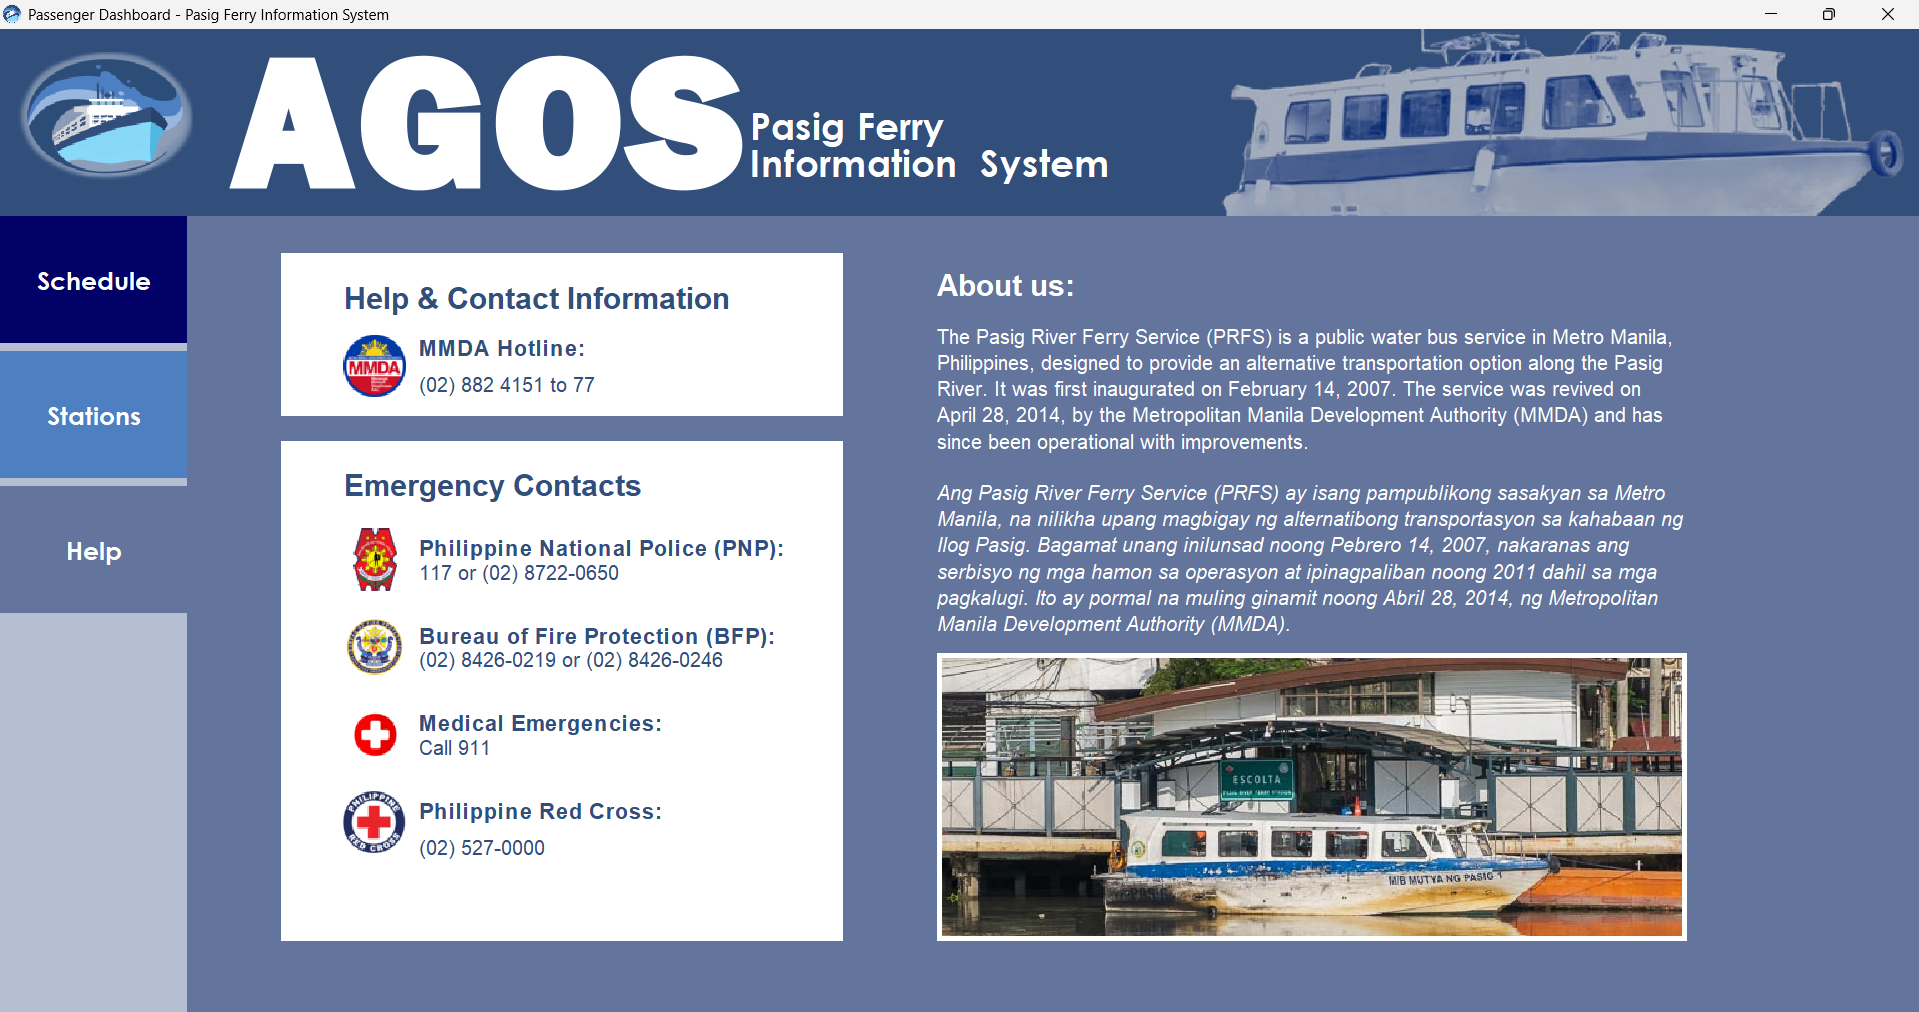 Passenger Dashboard - Pasig Ferry Information System
AGOS
Pasig Ferry
Information System
Schedule
Stations
Help
Help & Contact Information
MMDA
MMDA Hotline:
(02) 882 4151 to 77
Emergency Contacts
Philippine National Police (PNP):
117 or (02) 8722-0650
Bureau of Fire Protection (BFP):
(02) 8426-0219 or (02) 8426-0246
Medical Emergencies:
Call 911
PHILIPPINE
RED CROSS
Philippine Red Cross:
(02) 527-0000
About us:
The Pasig River Ferry Service (PRFS) is a public water bus service in Metro Manila,
Philippines, designed to provide an alternative transportation option along the Pasig
River. It was first inaugurated on February 14, 2007. The service was revived on
April 28, 2014, by the Metropolitan Manila Development Authority (MMDA) and has
since been operational with improvements.
Ang Pasig River Ferry Service (PRFS) ay isang pampublikong sasakyan sa Metro
Manila, na nilikha upang magbigay ng alternatibong transportasyon sa kahabaan ng
Ilog Pasig. Bagamat unang inilunsad noong Pebrero 14, 2007, nakaranas ang
serbisyo ng mga hamon sa operasyon at ipinagpaliban noong 2011 dahil sa mga
pagkalugi. Ito ay pormal na muling ginamit noong Abril 28, 2014, ng Metropolitan
Manila Development Authority (MMDA).
ESCOLTA
PASIG RIVER FERRY STATION
M/B MUTYA NG PASIG 1